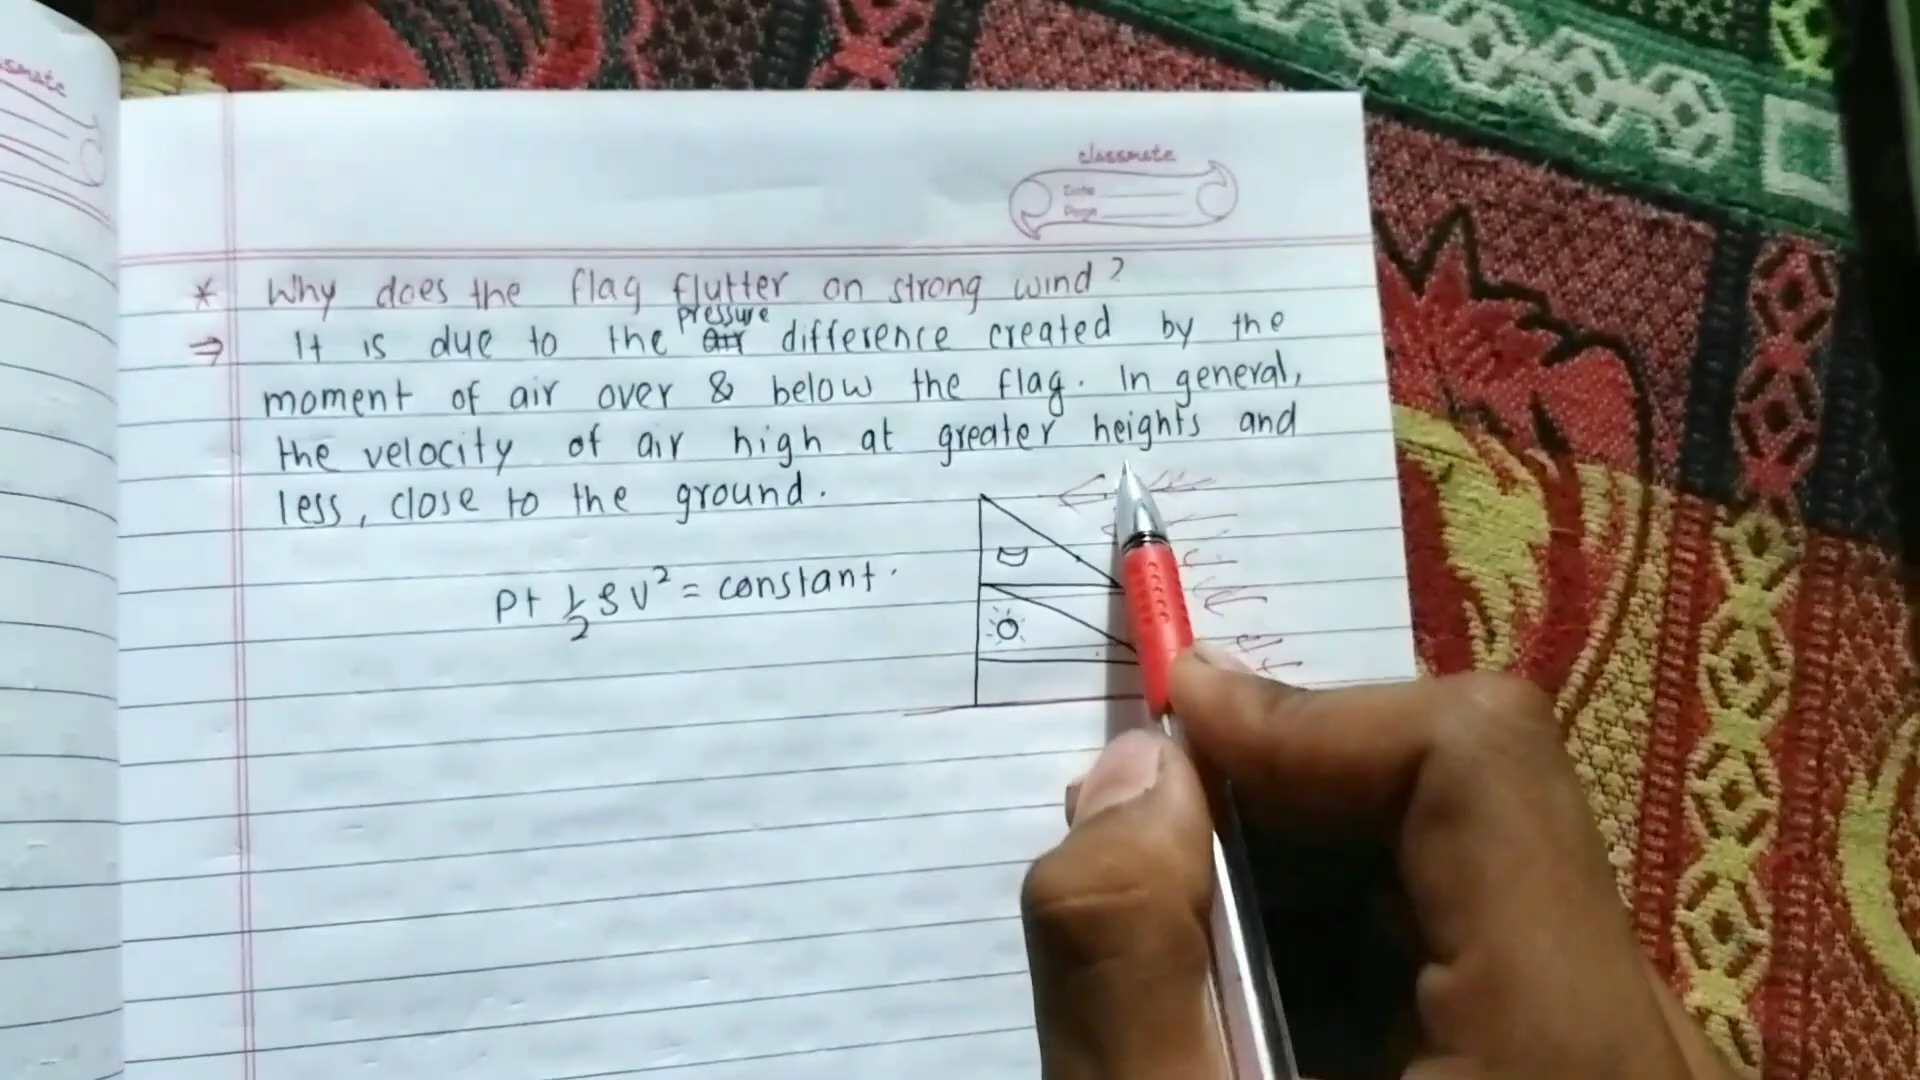 ssmate
classmate
Date
Page
* Why does the flag flutter on strong wind?
pressure
⇒ It is due to the air difference created by the
moment of air over & below the flag. In general,
the velocity of air high at greater heights and
less, close to the ground.
P+ 1/2 ρv² = constant.